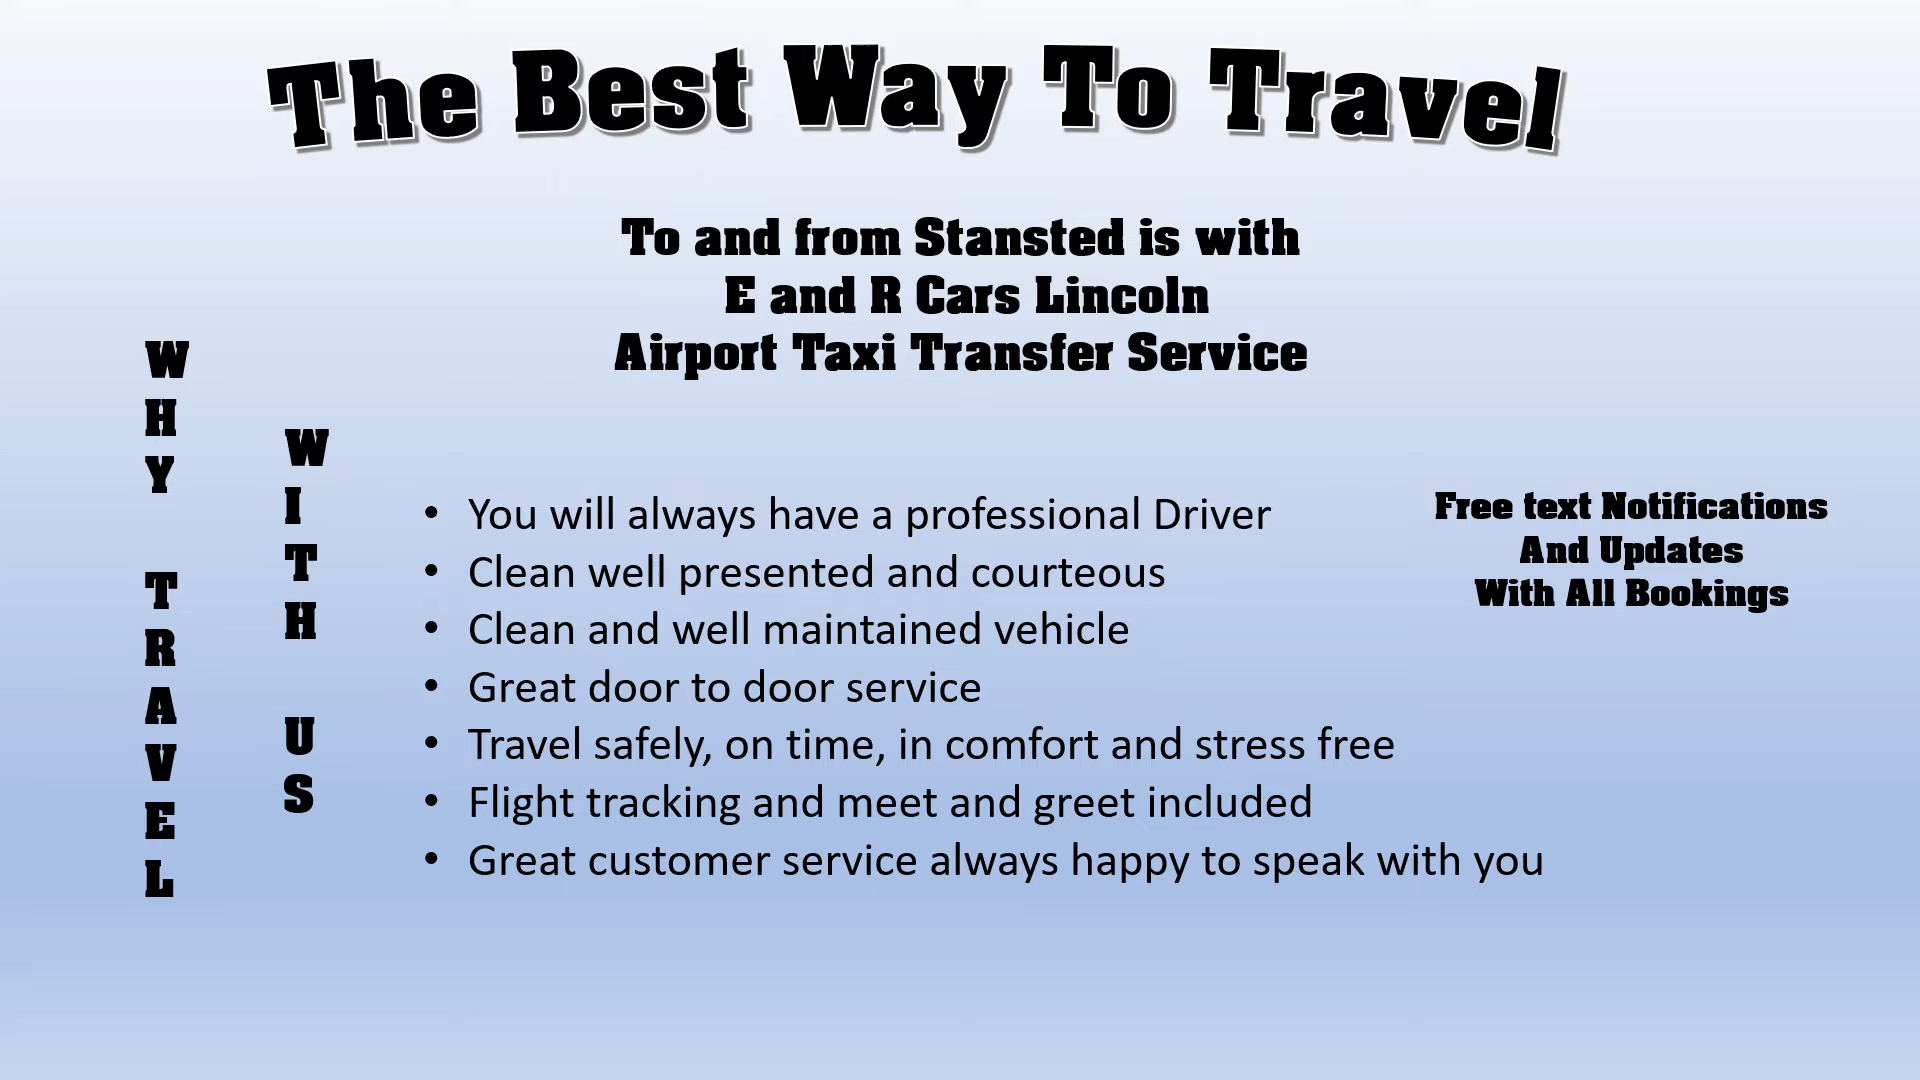 The Best Way To Travel
To and from Stansted is with
E and R Cars Lincoln
Airport Taxi Transfer Service
WHY TRAVEL
WITH US
• You will always have a professional Driver
• Clean well presented and courteous
• Clean and well maintained vehicle
• Great door to door service
• Travel safely, on time, in comfort and stress free
• Flight tracking and meet and greet included
• Great customer service always happy to speak with you
Free text Notifications
And Updates
With All Bookings